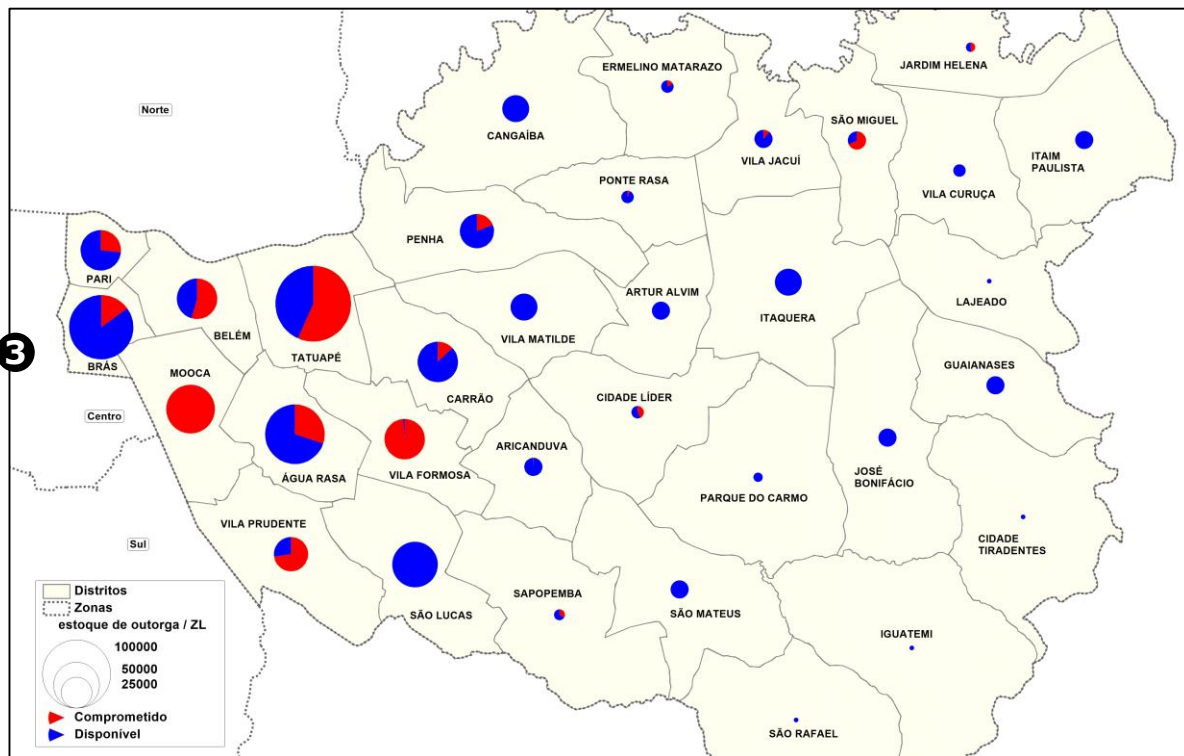 JARDIM HELENA
ERMELINO MATARAZO
Norte
SÃO MIGUEL
CANGAÍBA
VILA JACUÍ
ITAIM
PAULISTA
PONTE RASA
VILA CURUÇA
PENHA
PARI
ARTUR ALVIM
ITAQUERA
LAJEADO
BELÉM
VILA MATILDE
TATUAPÉ
3
BRÁS
MOOCA
GUAIANASES
CARRÃO
CIDADE LÍDER
Centro
ARICANDUVA
ÁGUA RASA
VILA FORMOSA
JOSÉ
BONIFÁCIO
PARQUE DO CARMO
VILA PRUDENTE
CIDADE
TIRADENTES
Sul
SAPOPEMBA
SÃO LUCAS
SÃO MATEUS
IGUATEMI
SÃO RAFAEL
Distritos
Zonas
estoque de outorga / ZL
100000
50000
25000
Comprometido
Disponível